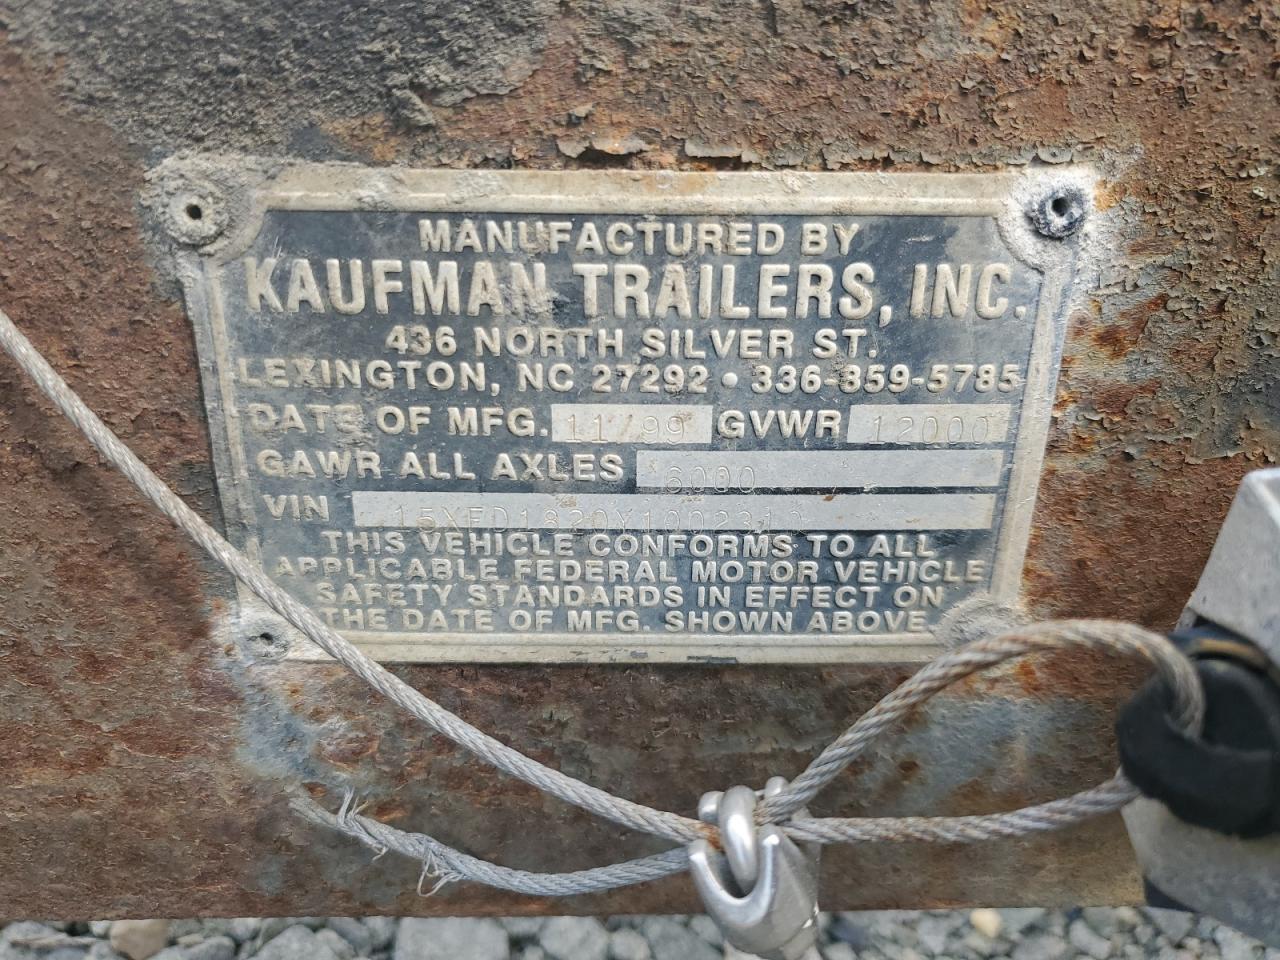 MANUFACTURED BY
KAUFMAN TRAILERS, INC.
436 NORTH SILVER ST.
LEXINGTON, NC 27292 • 336-859-5785
DATE OF MFG. 11/99 GVWR 12000
GAWR ALL AXLES 6000
VIN
THIS VEHICLE CONFORMS TO ALL
APPLICABLE FEDERAL MOTOR VEHICLE
SAFETY STANDARDS IN EFFECT ON
THE DATE OF MFG. SHOWN ABOVE